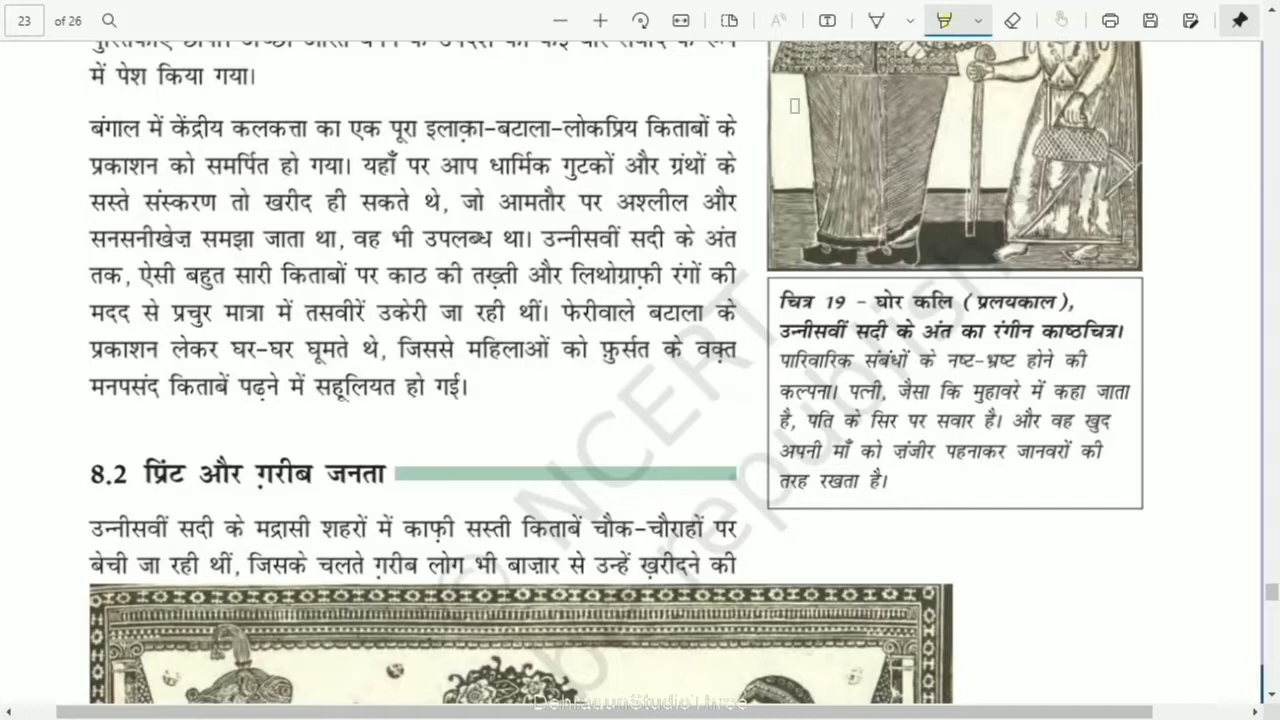 23 of 26
में पेश किया गया।
बंगाल में केंद्रीय कलकत्ता का एक पूरा इलाक़ा-बटाला-लोकप्रिय किताबों के
प्रकाशन को समर्पित हो गया। यहाँ पर आप धार्मिक गुटकों और ग्रंथों के
सस्ते संस्करण तो खरीद ही सकते थे, जो आमतौर पर अश्लील और
सनसनीखेज़ समझा जाता था, वह भी उपलब्ध था। उन्नीसवीं सदी के अंत
तक, ऐसी बहुत सारी किताबों पर काठ की तख़्ती और लिथोग्राफ़ी रंगों की
मदद से प्रचुर मात्रा में तसवीरें उकेरी जा रही थीं। फेरीवाले बटाला के
प्रकाशन लेकर घर-घर घूमते थे, जिससे महिलाओं को फ़ुर्सत के वक़्त
मनपसंद किताबें पढ़ने में सहूलियत हो गई।
8.2 प्रिंट और ग़रीब जनता
उन्नीसवीं सदी के मद्रासी शहरों में काफ़ी सस्ती किताबें चौक-चौराहों पर
बेची जा रही थीं, जिसके चलते ग़रीब लोग भी बाज़ार से उन्हें ख़रीदने की
चित्र 19 - घोर कलि (प्रलयकाल),
उन्नीसवीं सदी के अंत का रंगीन काष्ठचित्र।
पारिवारिक संबंधों के नष्ट-भ्रष्ट होने की
कल्पना। पत्नी, जैसा कि मुहावरे में कहा जाता
है, पति के सिर पर सवार है। और वह खुद
अपनी माँ को ज़ंजीर पहनाकर जानवरों की
तरह रखता है।
© NCERT
republish
DehradunStudioThree